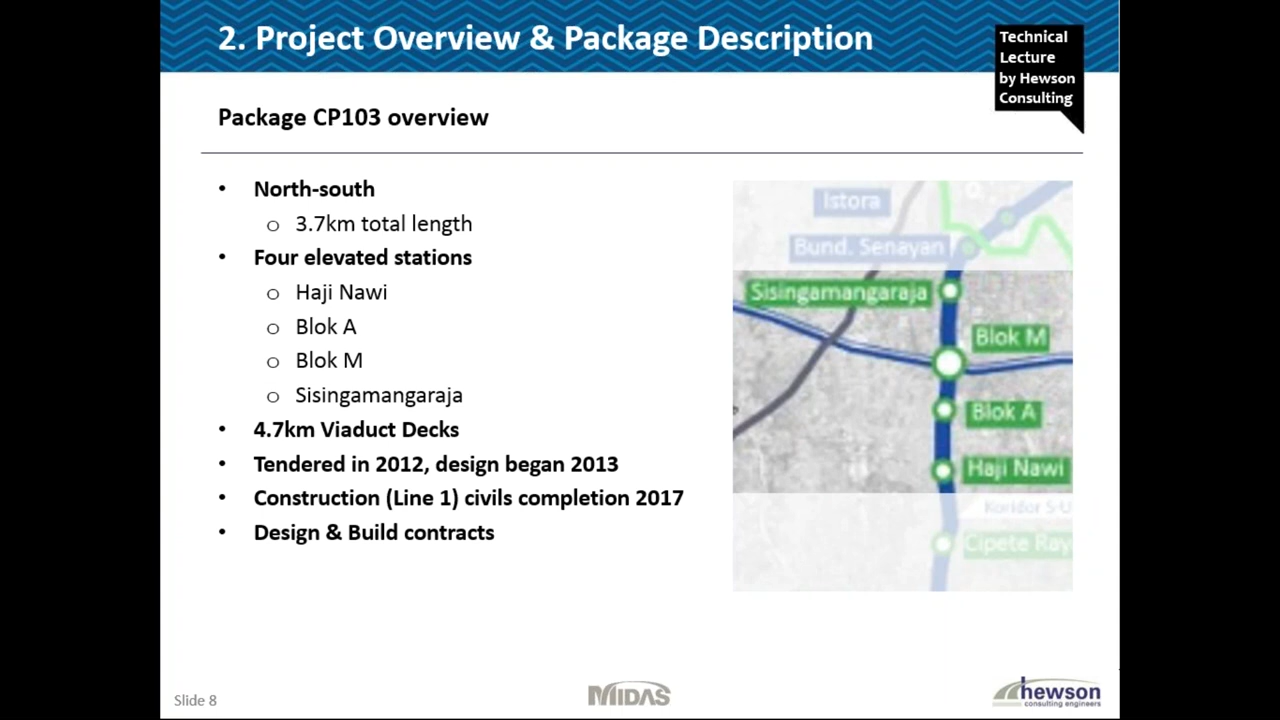 2. Project Overview & Package Description
Technical
Lecture
by Hewson
Consulting
Package CP103 overview
• North-south
o 3.7km total length
• Four elevated stations
o Haji Nawi
o Blok A
o Blok M
o Sisingamangaraja
• 4.7km Viaduct Decks
• Tendered in 2012, design began 2013
• Construction (Line 1) civils completion 2017
• Design & Build contracts
Istora
Bund. Senayan
Sisingamangaraja
Blok M
Blok A
Haji Nawi
Koridor S-U
Cipete Ray
Slide 8
MIDAS
hewson
consulting engineers